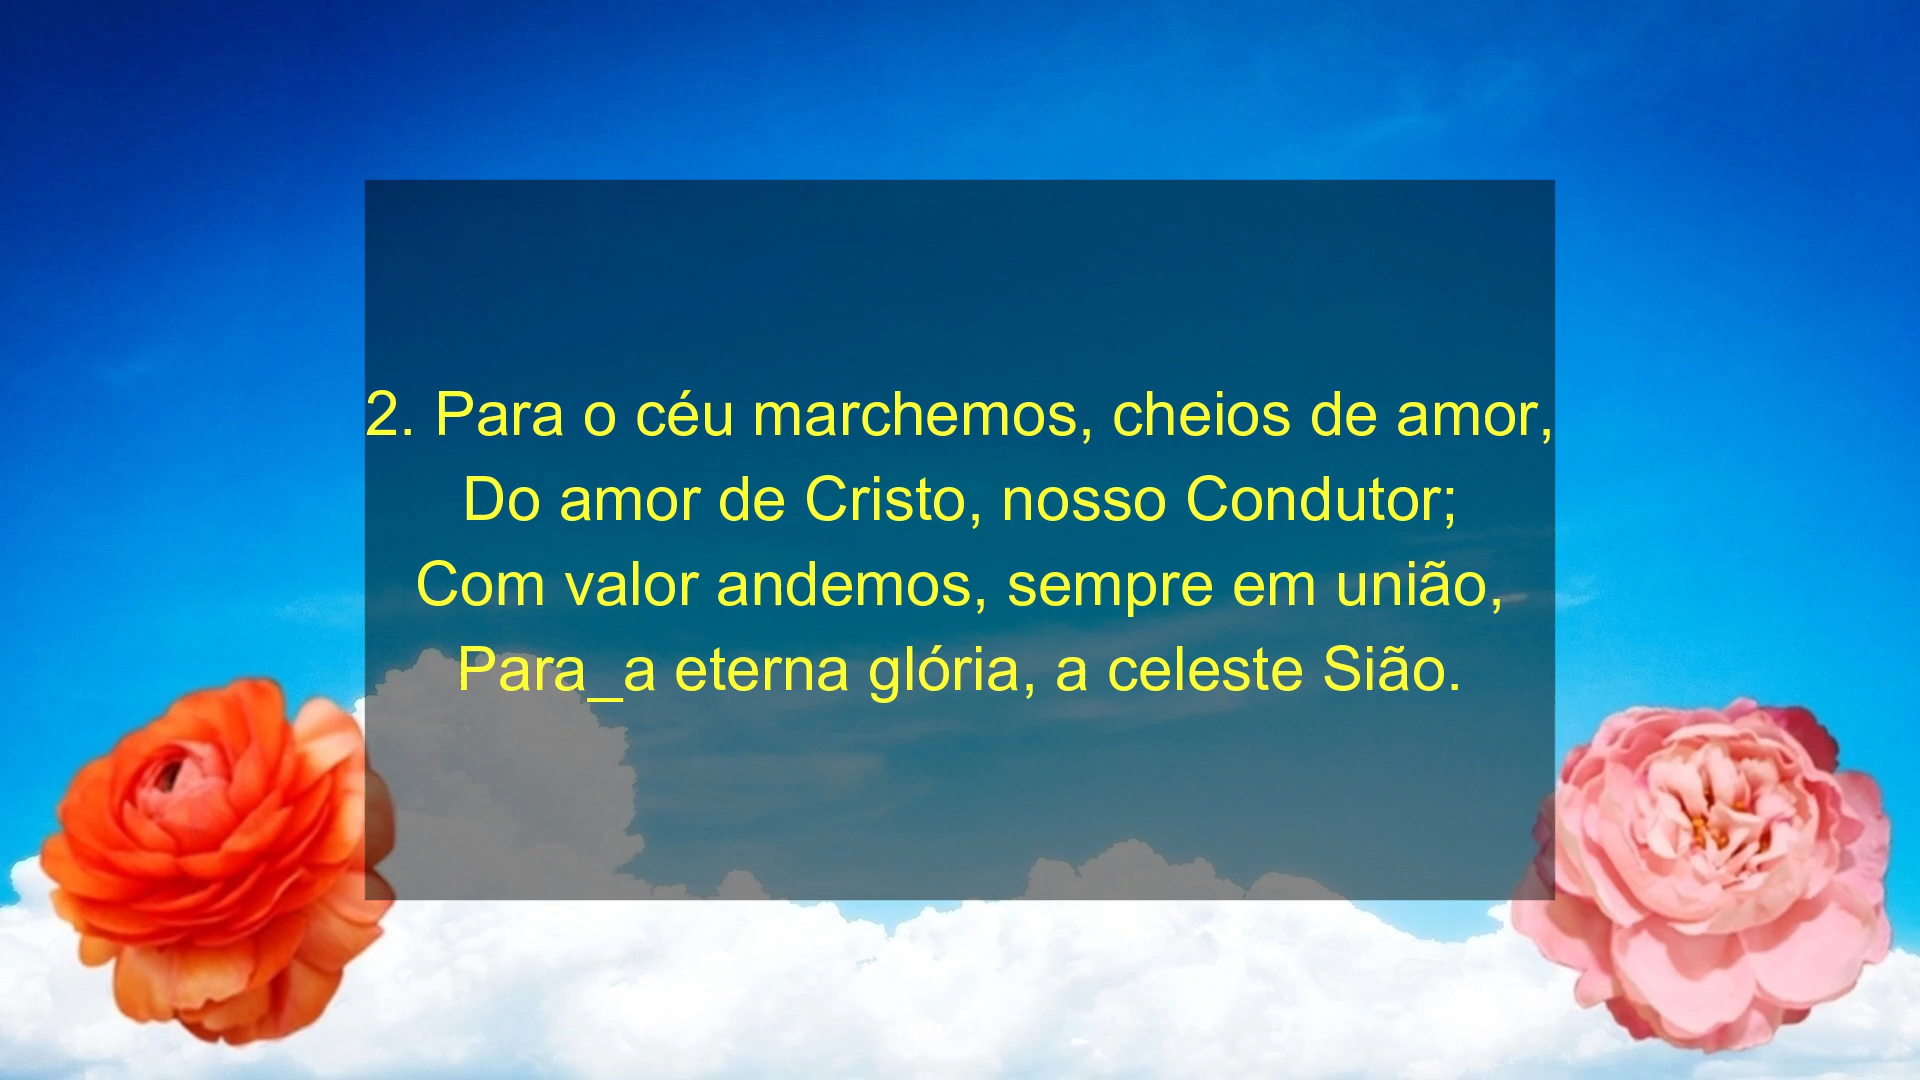 2. Para o céu marchemos, cheios de amor,
Do amor de Cristo, nosso Condutor;
Com valor andemos, sempre em união,
Para_a eterna glória, a celeste Sião.